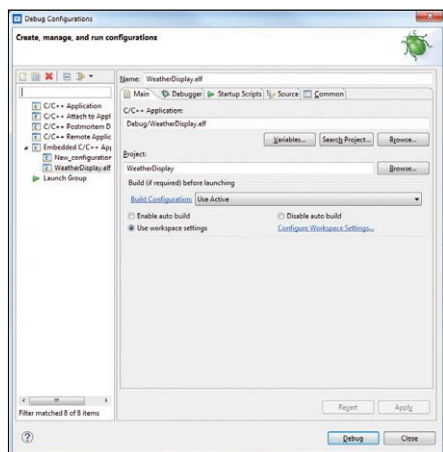 Debug Configurations
Create, manage, and run configurations
Name: WeatherDisplay.elf
Main Debugger Startup Scripts Source Common
C/C++ Application
C/C++ Attach to Appl
C/C++ Postmortem D
C/C++ Remote Applic
Embedded C/C++ App
New_configuration
WeatherDisplay.elf
Launch Group
Filter matched 8 of 8 items
C/C++ Application:
Debug/WeatherDisplay.elf
Variables... Search Project... Browse...
Project:
WeatherDisplay
Browse...
Build (if required) before launching
Build Configuration: Use Active
Enable auto build Disable auto build
Use workspace settings Configure Workspace Settings...
Revert Apply
Debug Close